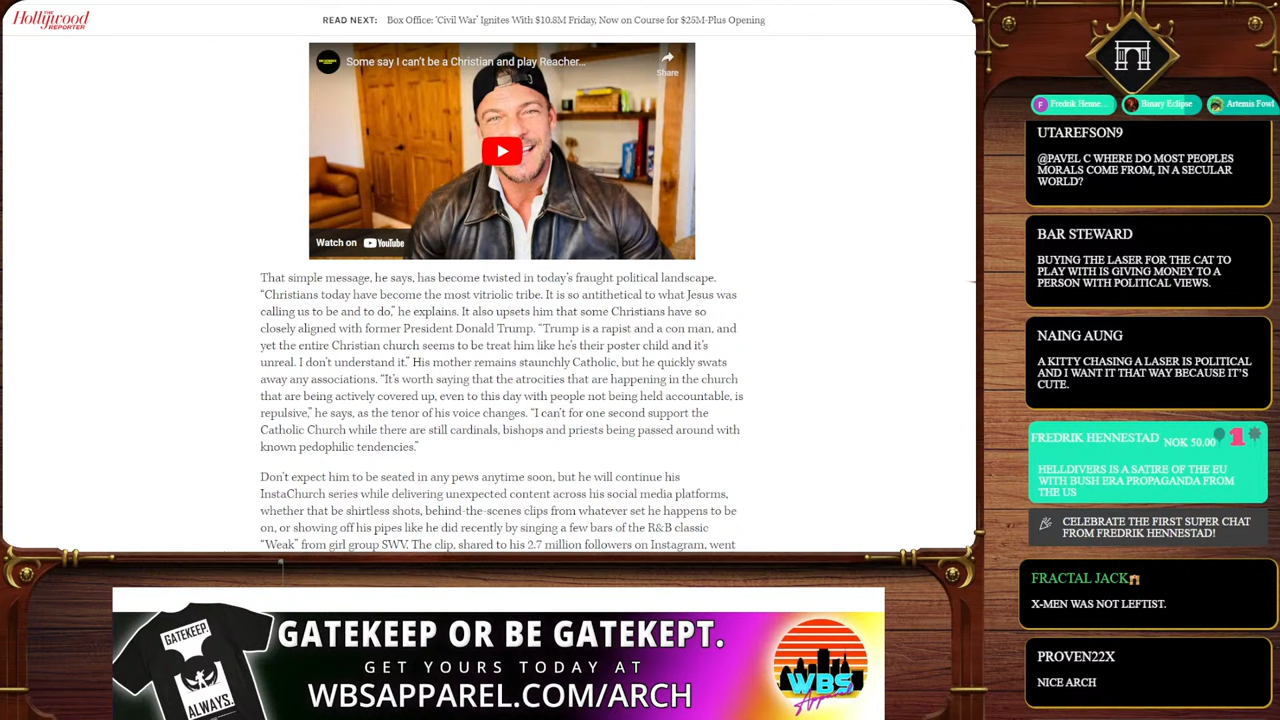 THE
Hollywood
REPORTER
READ NEXT: Box Office: ‘Civil War’ Ignites With $10.8M Friday, Now on Course for $25M-Plus Opening
Some say I can't be a Christian and play Reacher...
Share
Watch on YouTube
That simple message, he says, has become twisted in today’s fraught political landscape.
“Christians today have become the most vitriolic tribe. It is so antithetical to what Jesus was
calling us to be and to do,” he explains. It also upsets him that some Christians have so
closely aligned with former President Donald Trump. “Trump is a rapist and a con man, and
yet the entire Christian church seems to be treat him like he’s their poster child and it’s
unreal. I don’t understand it.” His mother remains staunchly Catholic, but he quickly swats
away any associations. “It’s worth saying that the atrocities that are happening in the church
that are being actively covered up, even to this day with people not being held accountable, is
repulsive,” he says, as the tenor of his voice changes. “I can’t for one second support the
Catholic Church while there are still cardinals, bishops and priests being passed around with
known pedophilic tendencies.”
Don’t expect him to be seated in any pews anytime soon, but he will continue his
InstaChurch series while delivering unexpected content across his social media platforms,
whether that be shirtless shots, behind-the-scenes clips from whatever set he happens to be
on, or showing off his pipes like he did recently by singing a few bars of the R&B classic
“Weak” from girl group SWV. The clip, shared to his 2.7 million followers on Instagram, went
GATEKEEP
ALWAYS.
GATEKEEP OR BE GATEKEPT.
GET YOURS TODAY AT
WBSAPPAREL.COM/ARCH
WBS
Apparel
F Fredrik Henne... Binary Eclipse Artemis Fowl
UTAREFSON9
@PAVEL C WHERE DO MOST PEOPLES
MORALS COME FROM, IN A SECULAR
WORLD?
BAR STEWARD
BUYING THE LASER FOR THE CAT TO
PLAY WITH IS GIVING MONEY TO A
PERSON WITH POLITICAL VIEWS.
NAING AUNG
A KITTY CHASING A LASER IS POLITICAL
AND I WANT IT THAT WAY BECAUSE IT’S
CUTE.
FREDRIK HENNESTAD NOK 50.00 1
HELLDIVERS IS A SATIRE OF THE EU
WITH BUSH ERA PROPAGANDA FROM
THE US
CELEBRATE THE FIRST SUPER CHAT
FROM FREDRIK HENNESTAD!
FRACTAL JACK
X-MEN WAS NOT LEFTIST.
PROVEN22X
NICE ARCH